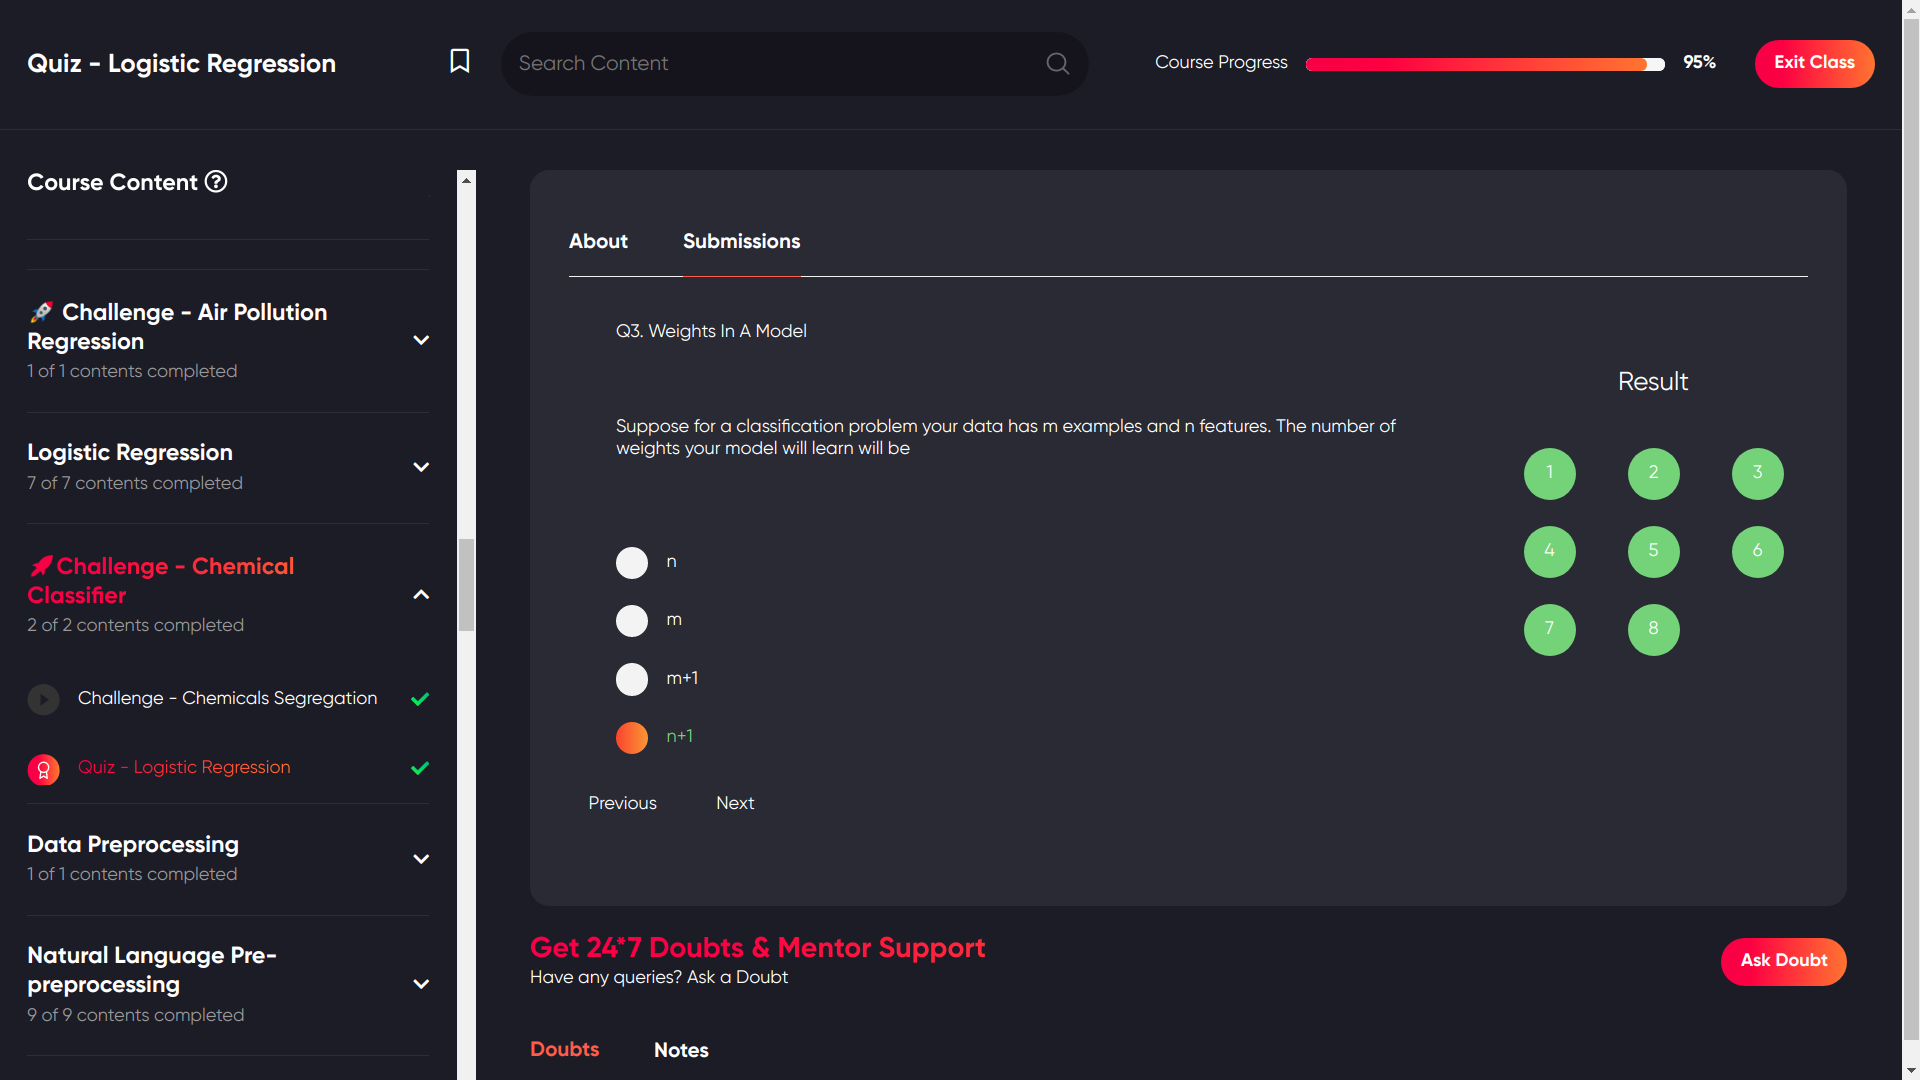 Quiz - Logistic Regression
Search Content
Course Progress
95%
Exit Class
Course Content
Challenge - Air Pollution
Regression
1 of 1 contents completed
Logistic Regression
7 of 7 contents completed
Challenge - Chemical
Classifier
2 of 2 contents completed
Challenge - Chemicals Segregation
Quiz - Logistic Regression
Data Preprocessing
1 of 1 contents completed
Natural Language Pre-
preprocessing
9 of 9 contents completed
About
Submissions
Q3. Weights In A Model
Suppose for a classification problem your data has m examples and n features. The number of
weights your model will learn will be
n
m
m+1
n+1
Previous
Next
Result
1
2
3
4
5
6
7
8
Get 24*7 Doubts & Mentor Support
Have any queries? Ask a Doubt
Ask Doubt
Doubts
Notes